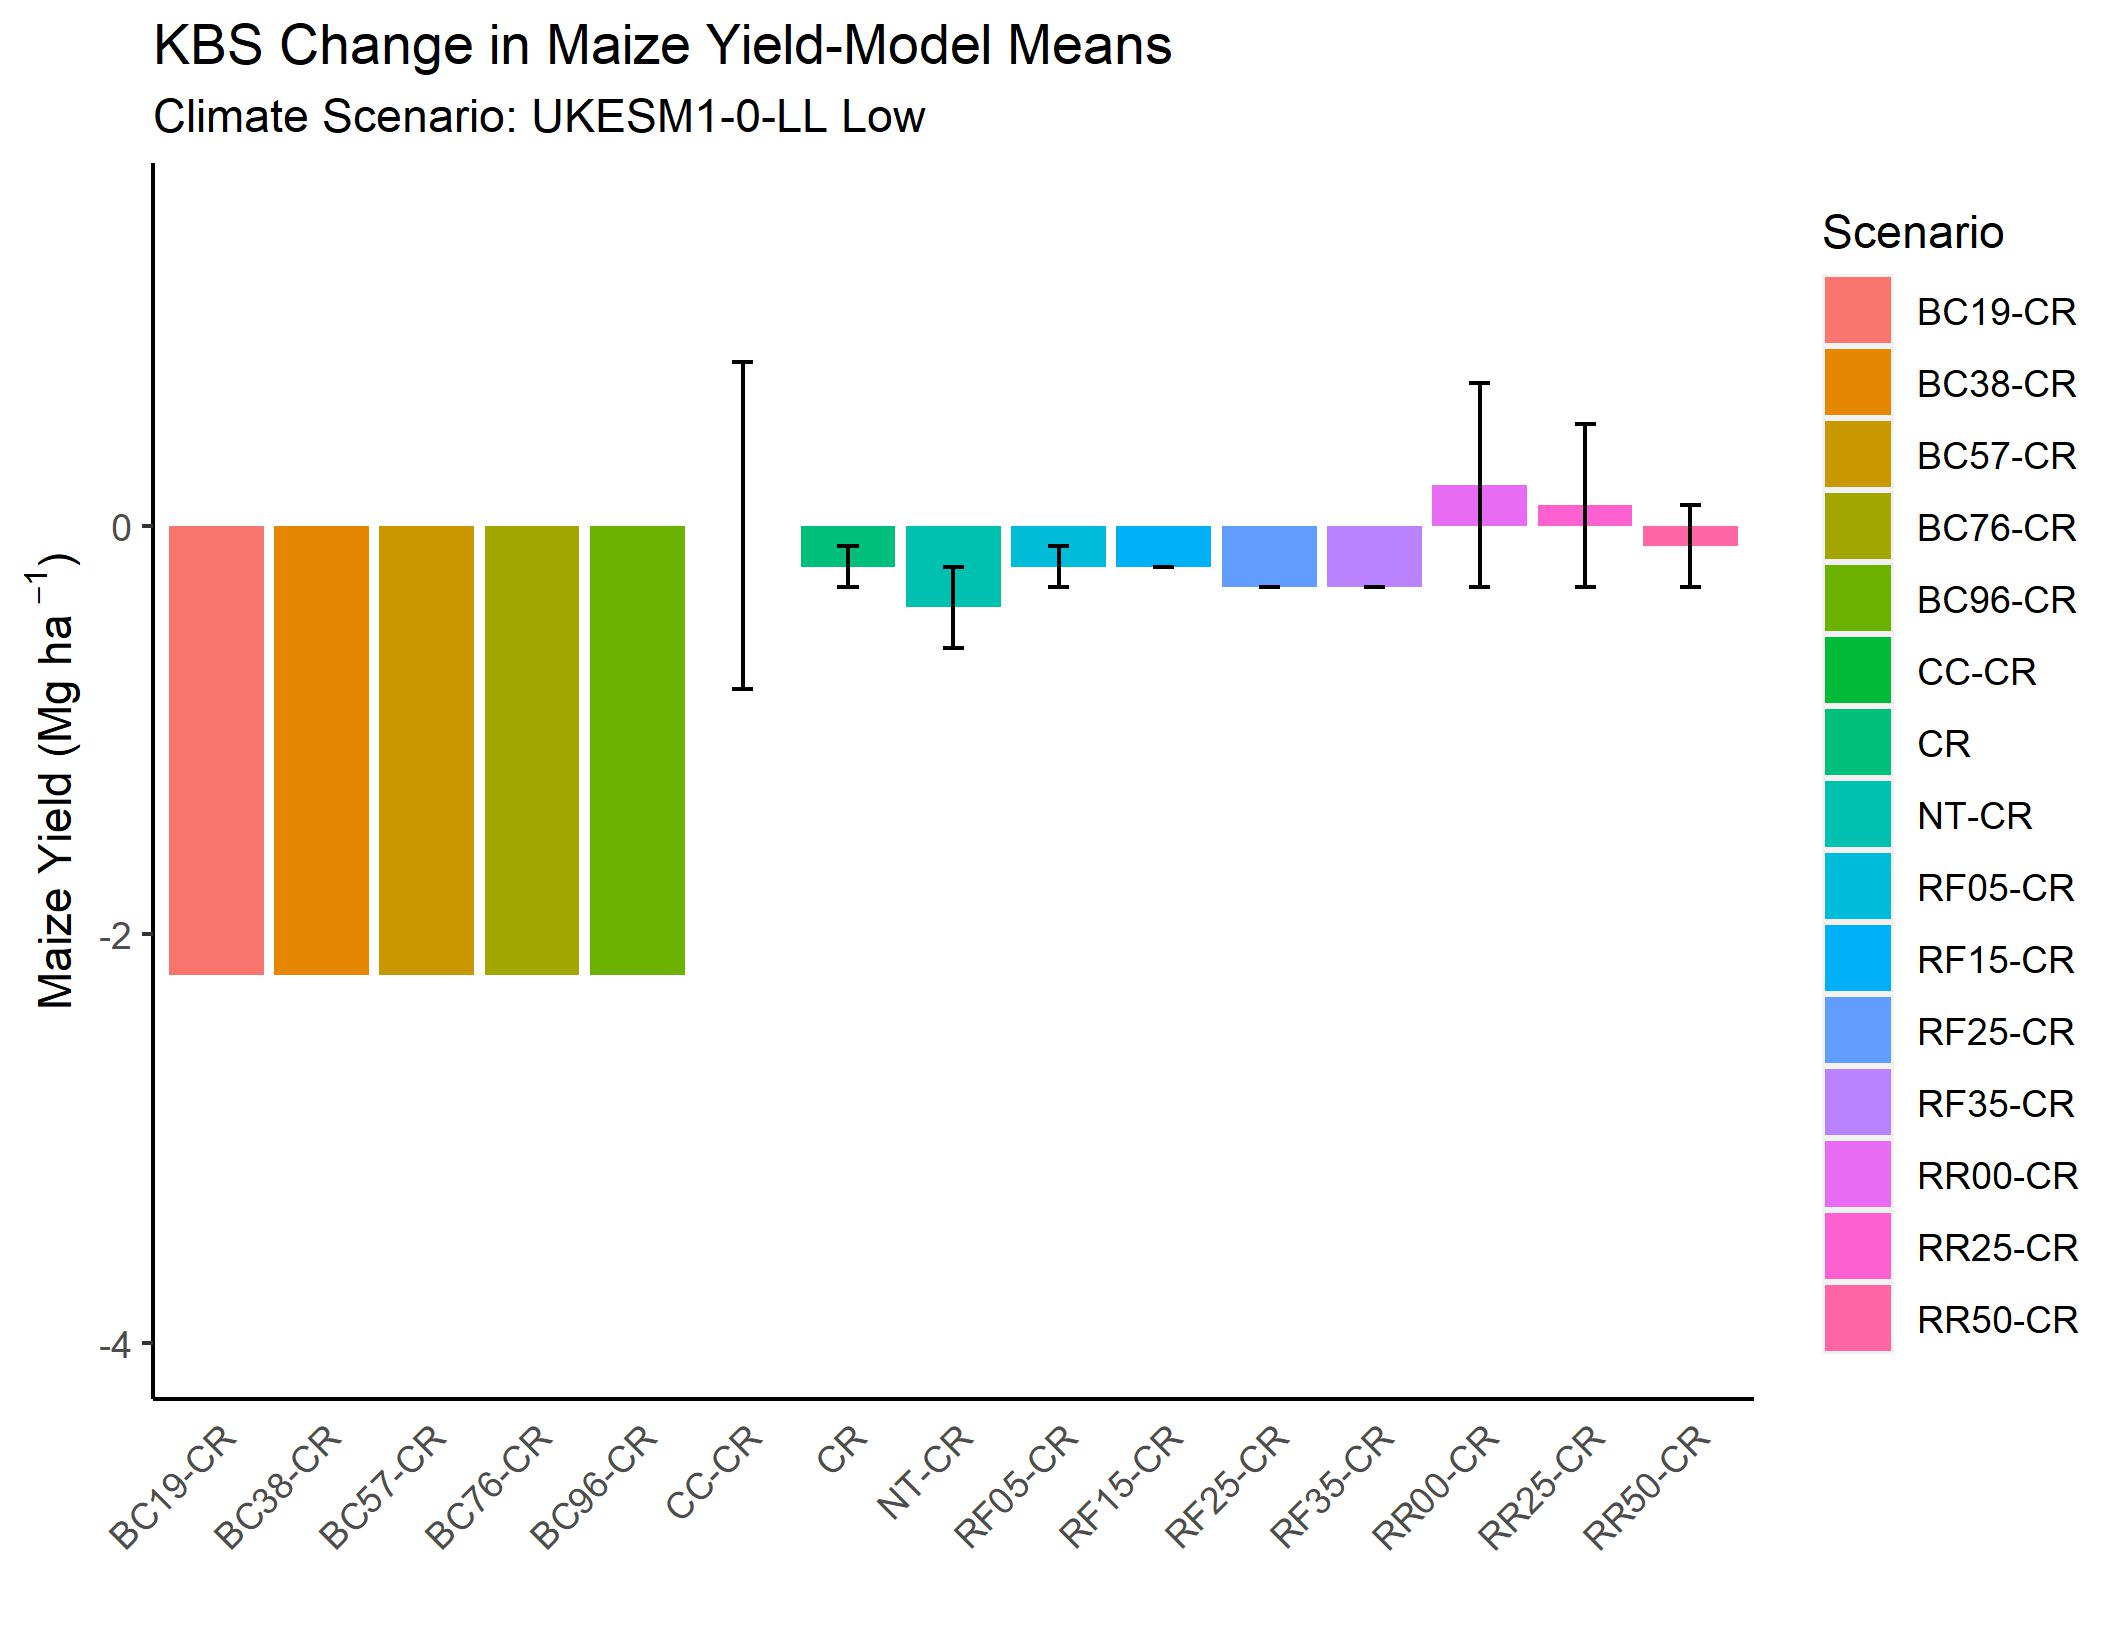 KBS Change in Maize Yield-Model Means
Climate Scenario: UKESM1-0-LL Low
Maize Yield (Mg ha ⁻¹)
0
-2
-4
BC19-CR
BC38-CR
BC57-CR
BC76-CR
BC96-CR
CC-CR
CR
NT-CR
RF05-CR
RF15-CR
RF25-CR
RF35-CR
RR00-CR
RR25-CR
RR50-CR
Scenario
BC19-CR
BC38-CR
BC57-CR
BC76-CR
BC96-CR
CC-CR
CR
NT-CR
RF05-CR
RF15-CR
RF25-CR
RF35-CR
RR00-CR
RR25-CR
RR50-CR